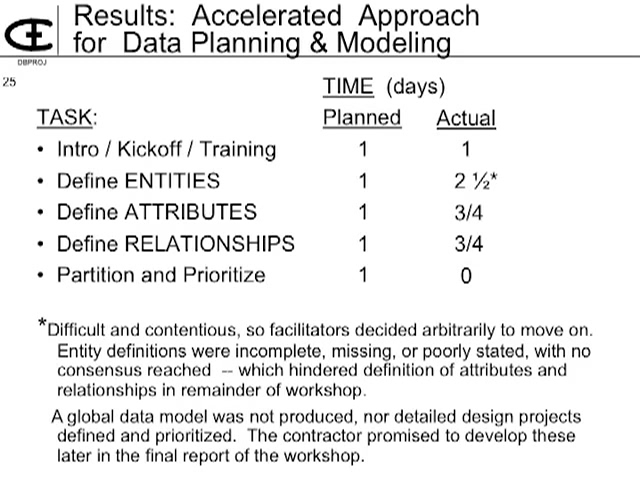 Results: Accelerated Approach
for Data Planning & Modeling
DBPROJ
25
TIME (days)
TASK: Planned Actual
• Intro / Kickoff / Training 1 1
• Define ENTITIES 1 2 ½*
• Define ATTRIBUTES 1 3/4
• Define RELATIONSHIPS 1 3/4
• Partition and Prioritize 1 0
*Difficult and contentious, so facilitators decided arbitrarily to move on.
Entity definitions were incomplete, missing, or poorly stated, with no
consensus reached -- which hindered definition of attributes and
relationships in remainder of workshop.
A global data model was not produced, nor detailed design projects
defined and prioritized. The contractor promised to develop these
later in the final report of the workshop.